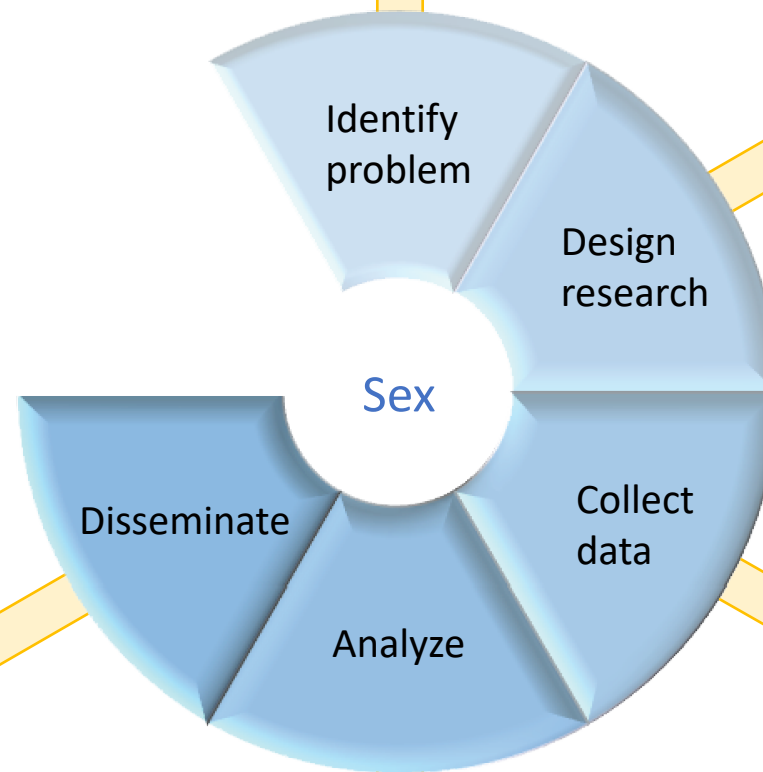 Identify
problem
Design
research
Sex
Collect
data
Disseminate
Analyze